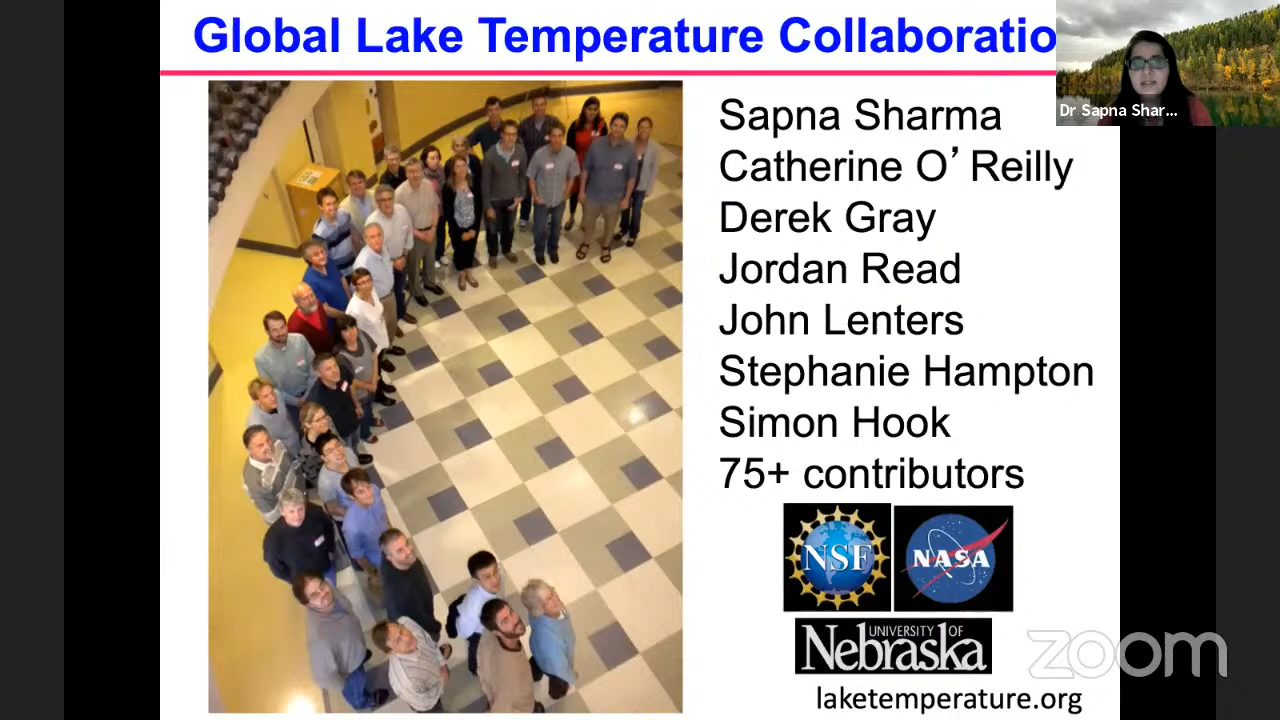 Global Lake Temperature Collaboratio
Dr Sapna Shar...
Sapna Sharma
Catherine O’Reilly
Derek Gray
Jordan Read
John Lenters
Stephanie Hampton
Simon Hook
75+ contributors
NSF
NASA
UNIVERSITY OF
Nebraska
laketemperature.org
zoom